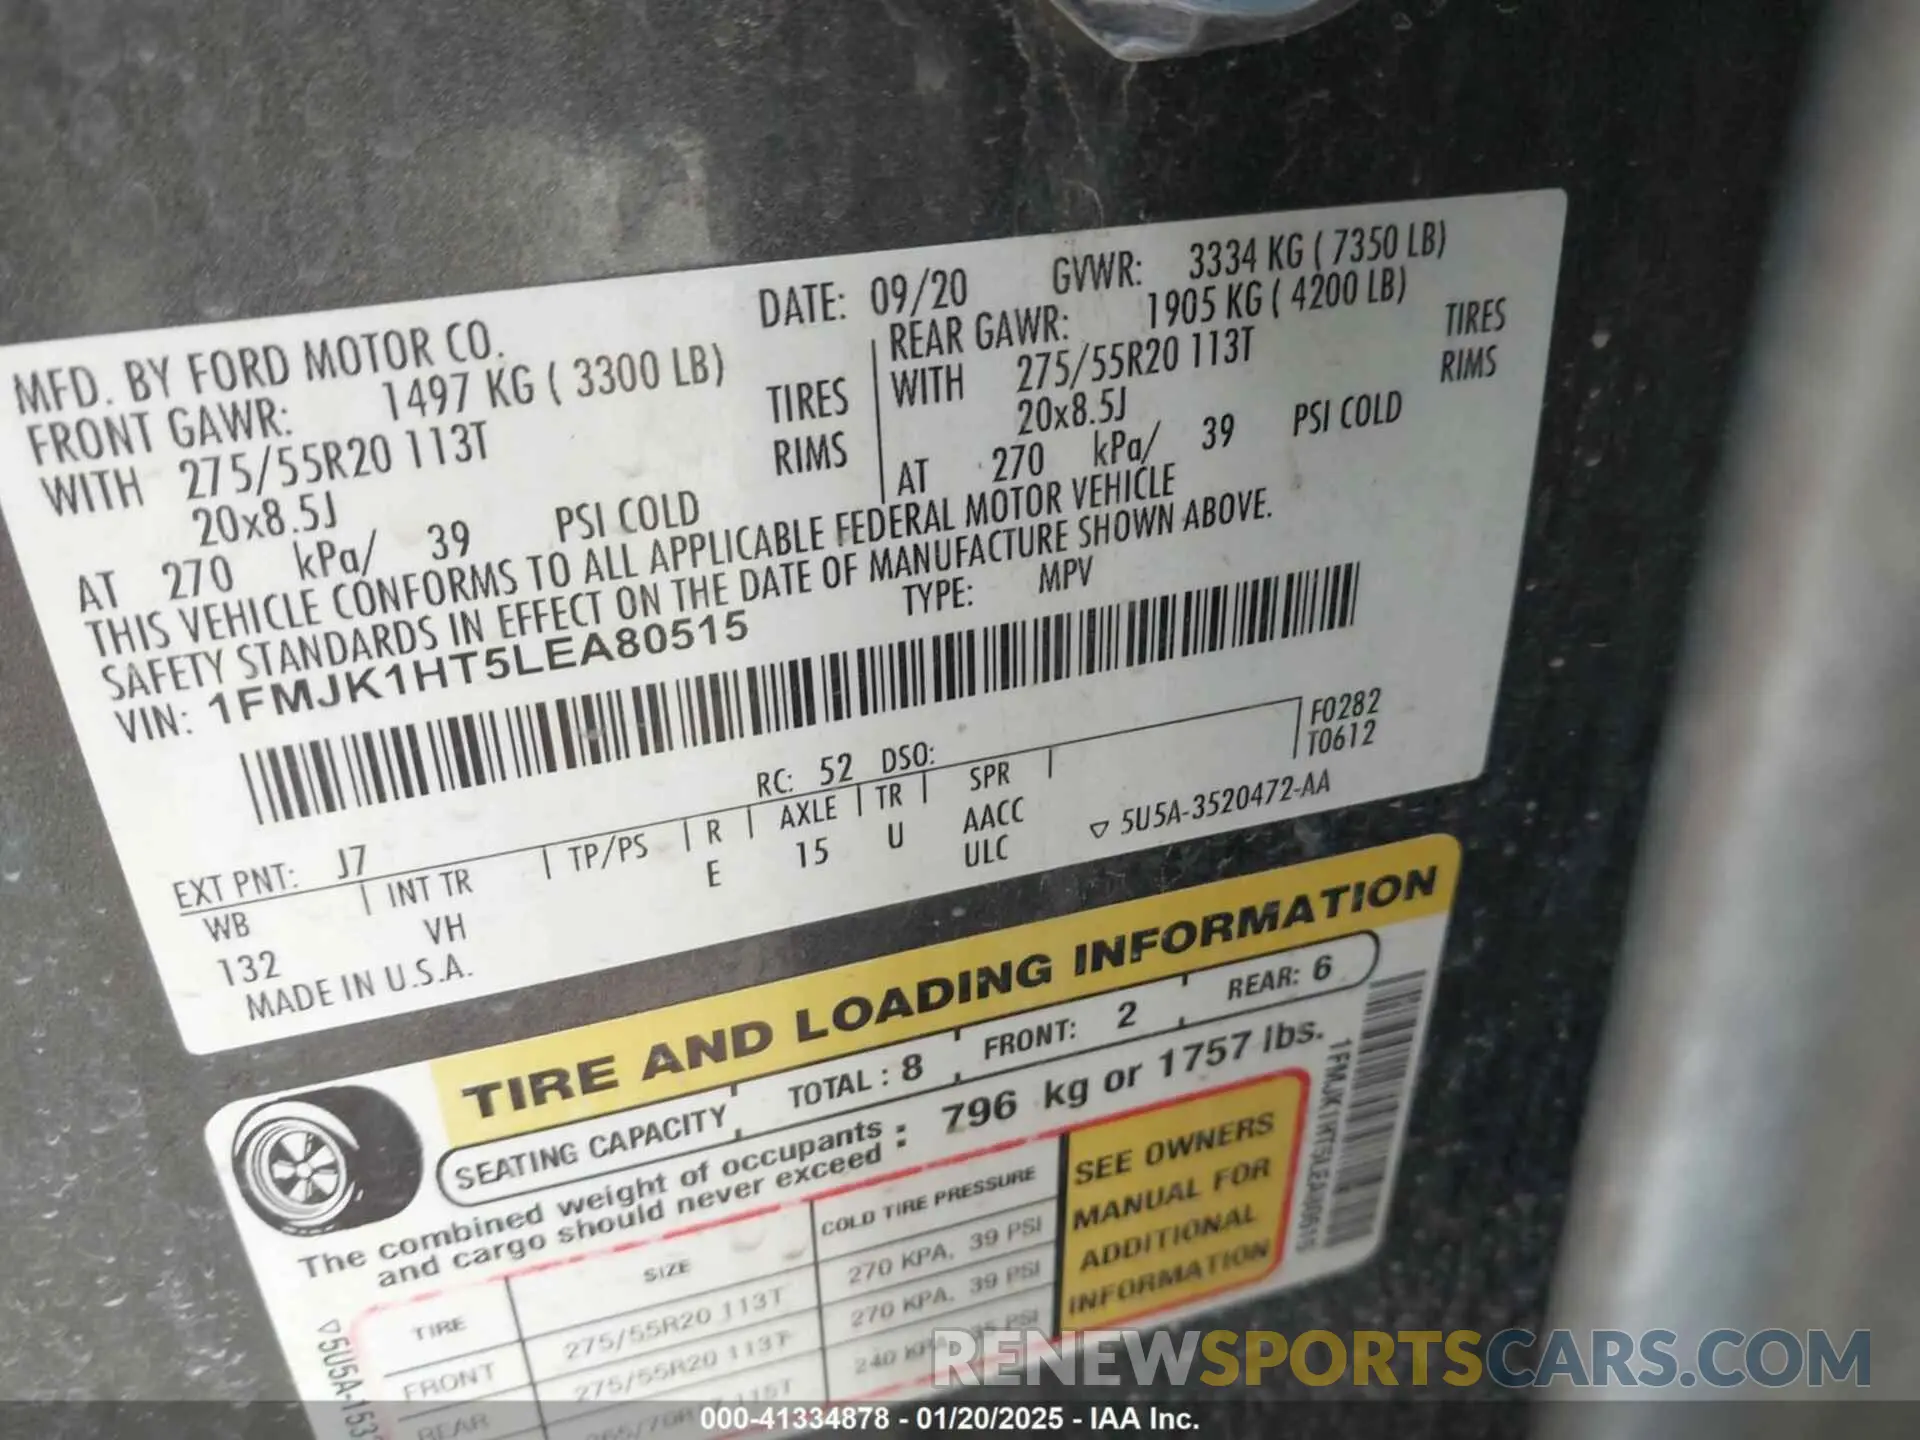 MFD. BY FORD MOTOR CO.
DATE: 09/20
GVWR: 3334 KG ( 7350 LB)
FRONT GAWR: 1497 KG ( 3300 LB)
REAR GAWR: 1905 KG ( 4200 LB)
WITH 275/55R20 113T TIRES
WITH 275/55R20 113T TIRES
20x8.5J RIMS
20x8.5J RIMS
AT 270 kPa/ 39 PSI COLD
AT 270 kPa/ 39 PSI COLD
THIS VEHICLE CONFORMS TO ALL APPLICABLE FEDERAL MOTOR VEHICLE
SAFETY STANDARDS IN EFFECT ON THE DATE OF MANUFACTURE SHOWN ABOVE.
VIN: 1FMJK1HT5LEA80515
TYPE: MPV
F0282
T0612
EXT PNT: J7 RC: 52 DSO:
WB INT TR TP/PS R AXLE TR SPR
132 VH E 15 U AACC
ULC
MADE IN U.S.A.
5U5A-3520472-AA
TIRE AND LOADING INFORMATION
SEATING CAPACITY TOTAL : 8 FRONT: 2 REAR: 6
The combined weight of occupants
and cargo should never exceed : 796 kg or 1757 lbs.
TIRE SIZE COLD TIRE PRESSURE
FRONT 275/55R20 113T 270 KPA, 39 PSI
REAR 275/55R20 113T 270 KPA, 39 PSI
240 PSI
SEE OWNERS
MANUAL FOR
ADDITIONAL
INFORMATION
1FMJK1HT5LEA80515
RENEWSPORTSCARS.COM
000-41334878 - 01/20/2025 - IAA Inc.